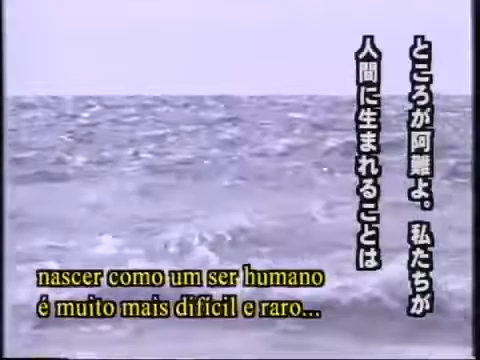 ところが阿難よ。私たちが
人間に生まれることは
nascer como um ser humano
é muito mais difícil e raro...